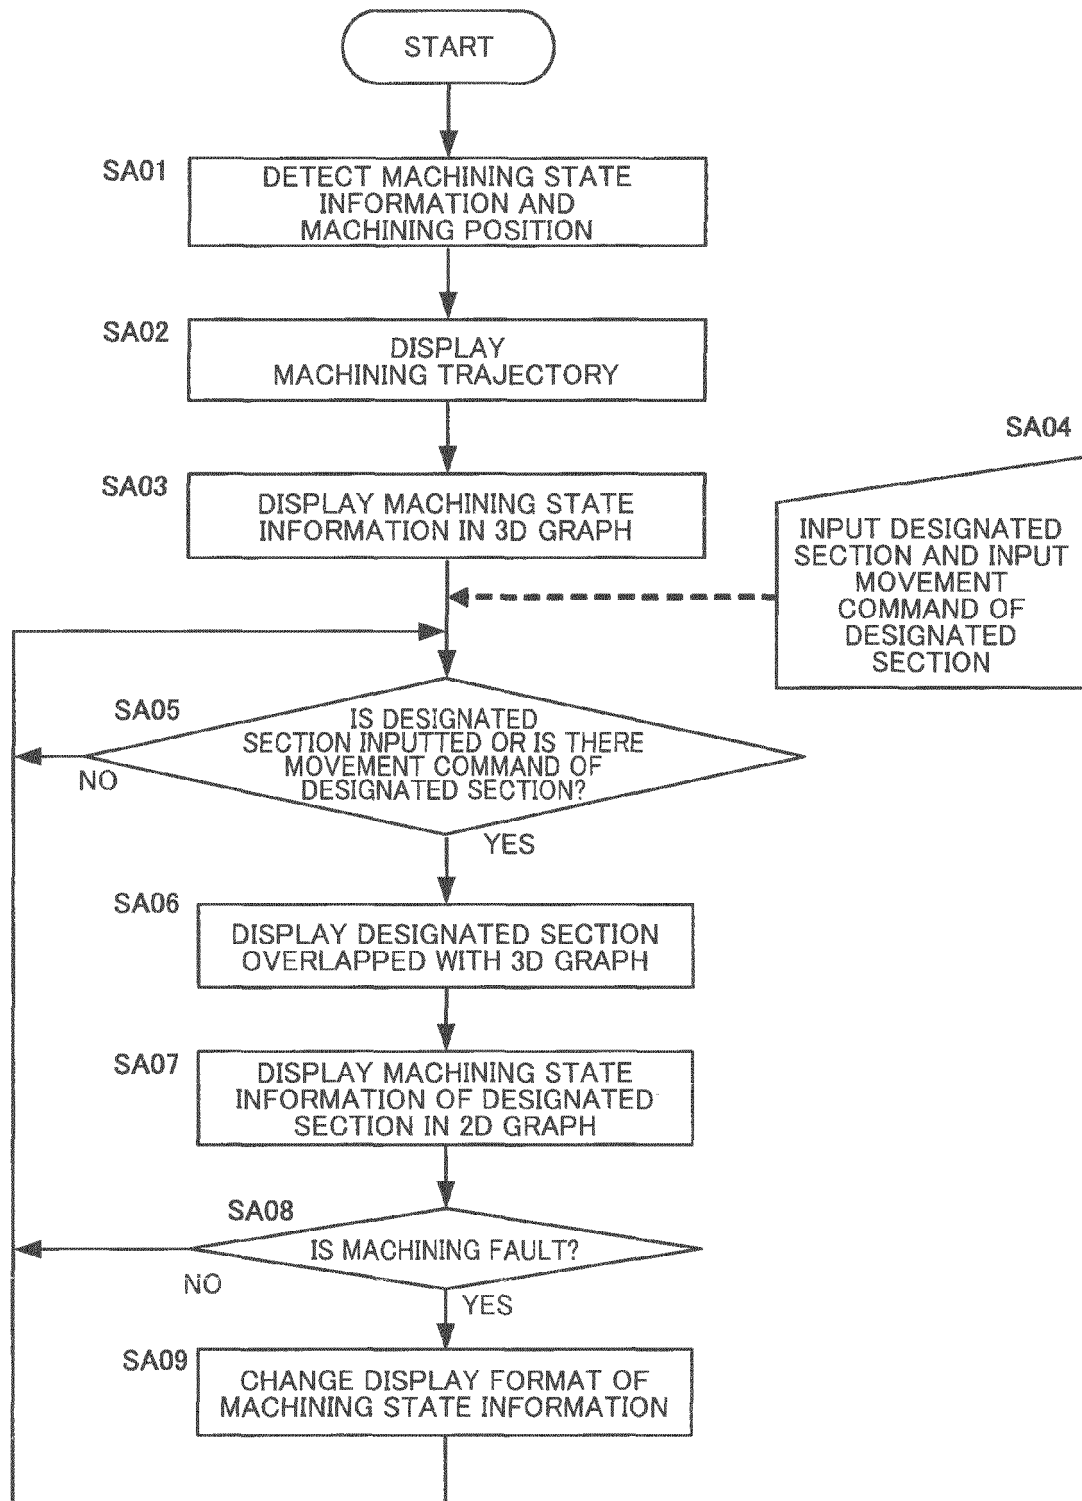 START
SA01
DETECT MACHINING STATE
INFORMATION AND
MACHINING POSITION
SA02
DISPLAY
MACHINING TRAJECTORY
SA03
DISPLAY MACHINING STATE
INFORMATION IN 3D GRAPH
SA04
INPUT DESIGNATED
SECTION AND INPUT
MOVEMENT
COMMAND OF
DESIGNATED
SECTION
SA05
IS DESIGNATED
SECTION INPUTTED OR IS THERE
MOVEMENT COMMAND OF
DESIGNATED SECTION?
NO
YES
SA06
DISPLAY DESIGNATED SECTION
OVERLAPPED WITH 3D GRAPH
SA07
DISPLAY MACHINING STATE
INFORMATION OF DESIGNATED
SECTION IN 2D GRAPH
SA08
IS MACHINING FAULT?
NO
YES
SA09
CHANGE DISPLAY FORMAT OF
MACHINING STATE INFORMATION